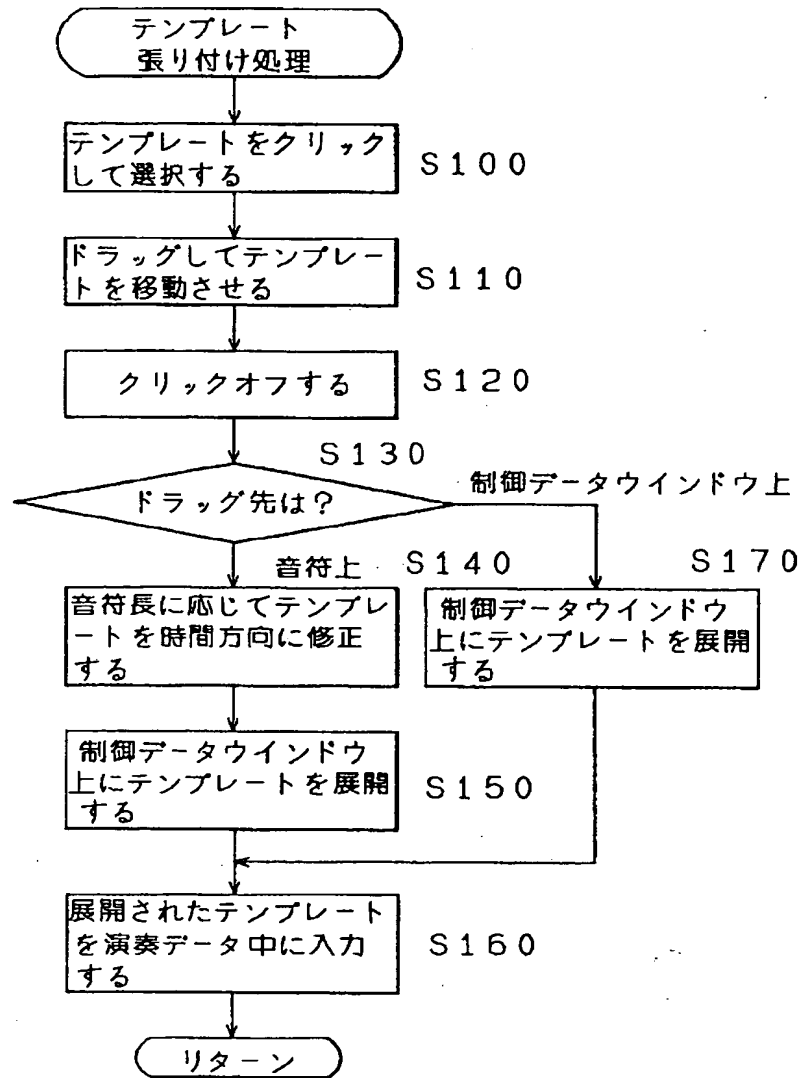 テンプレート
張り付け処理
テンプレートをクリック
して選択する
S100
ドラッグしてテンプレー
トを移動させる
S110
クリックオフする
S120
S130
ドラッグ先は?
制御データウインドウ上
音符上
S140
音符長に応じてテンプレ
ートを時間方向に修正
する
S170
制御データウインドウ
上にテンプレートを展開
する
制御データウインドウ
上にテンプレートを展開
する
S150
展開されたテンプレート
を演奏データ中に入力
する
S160
リターン